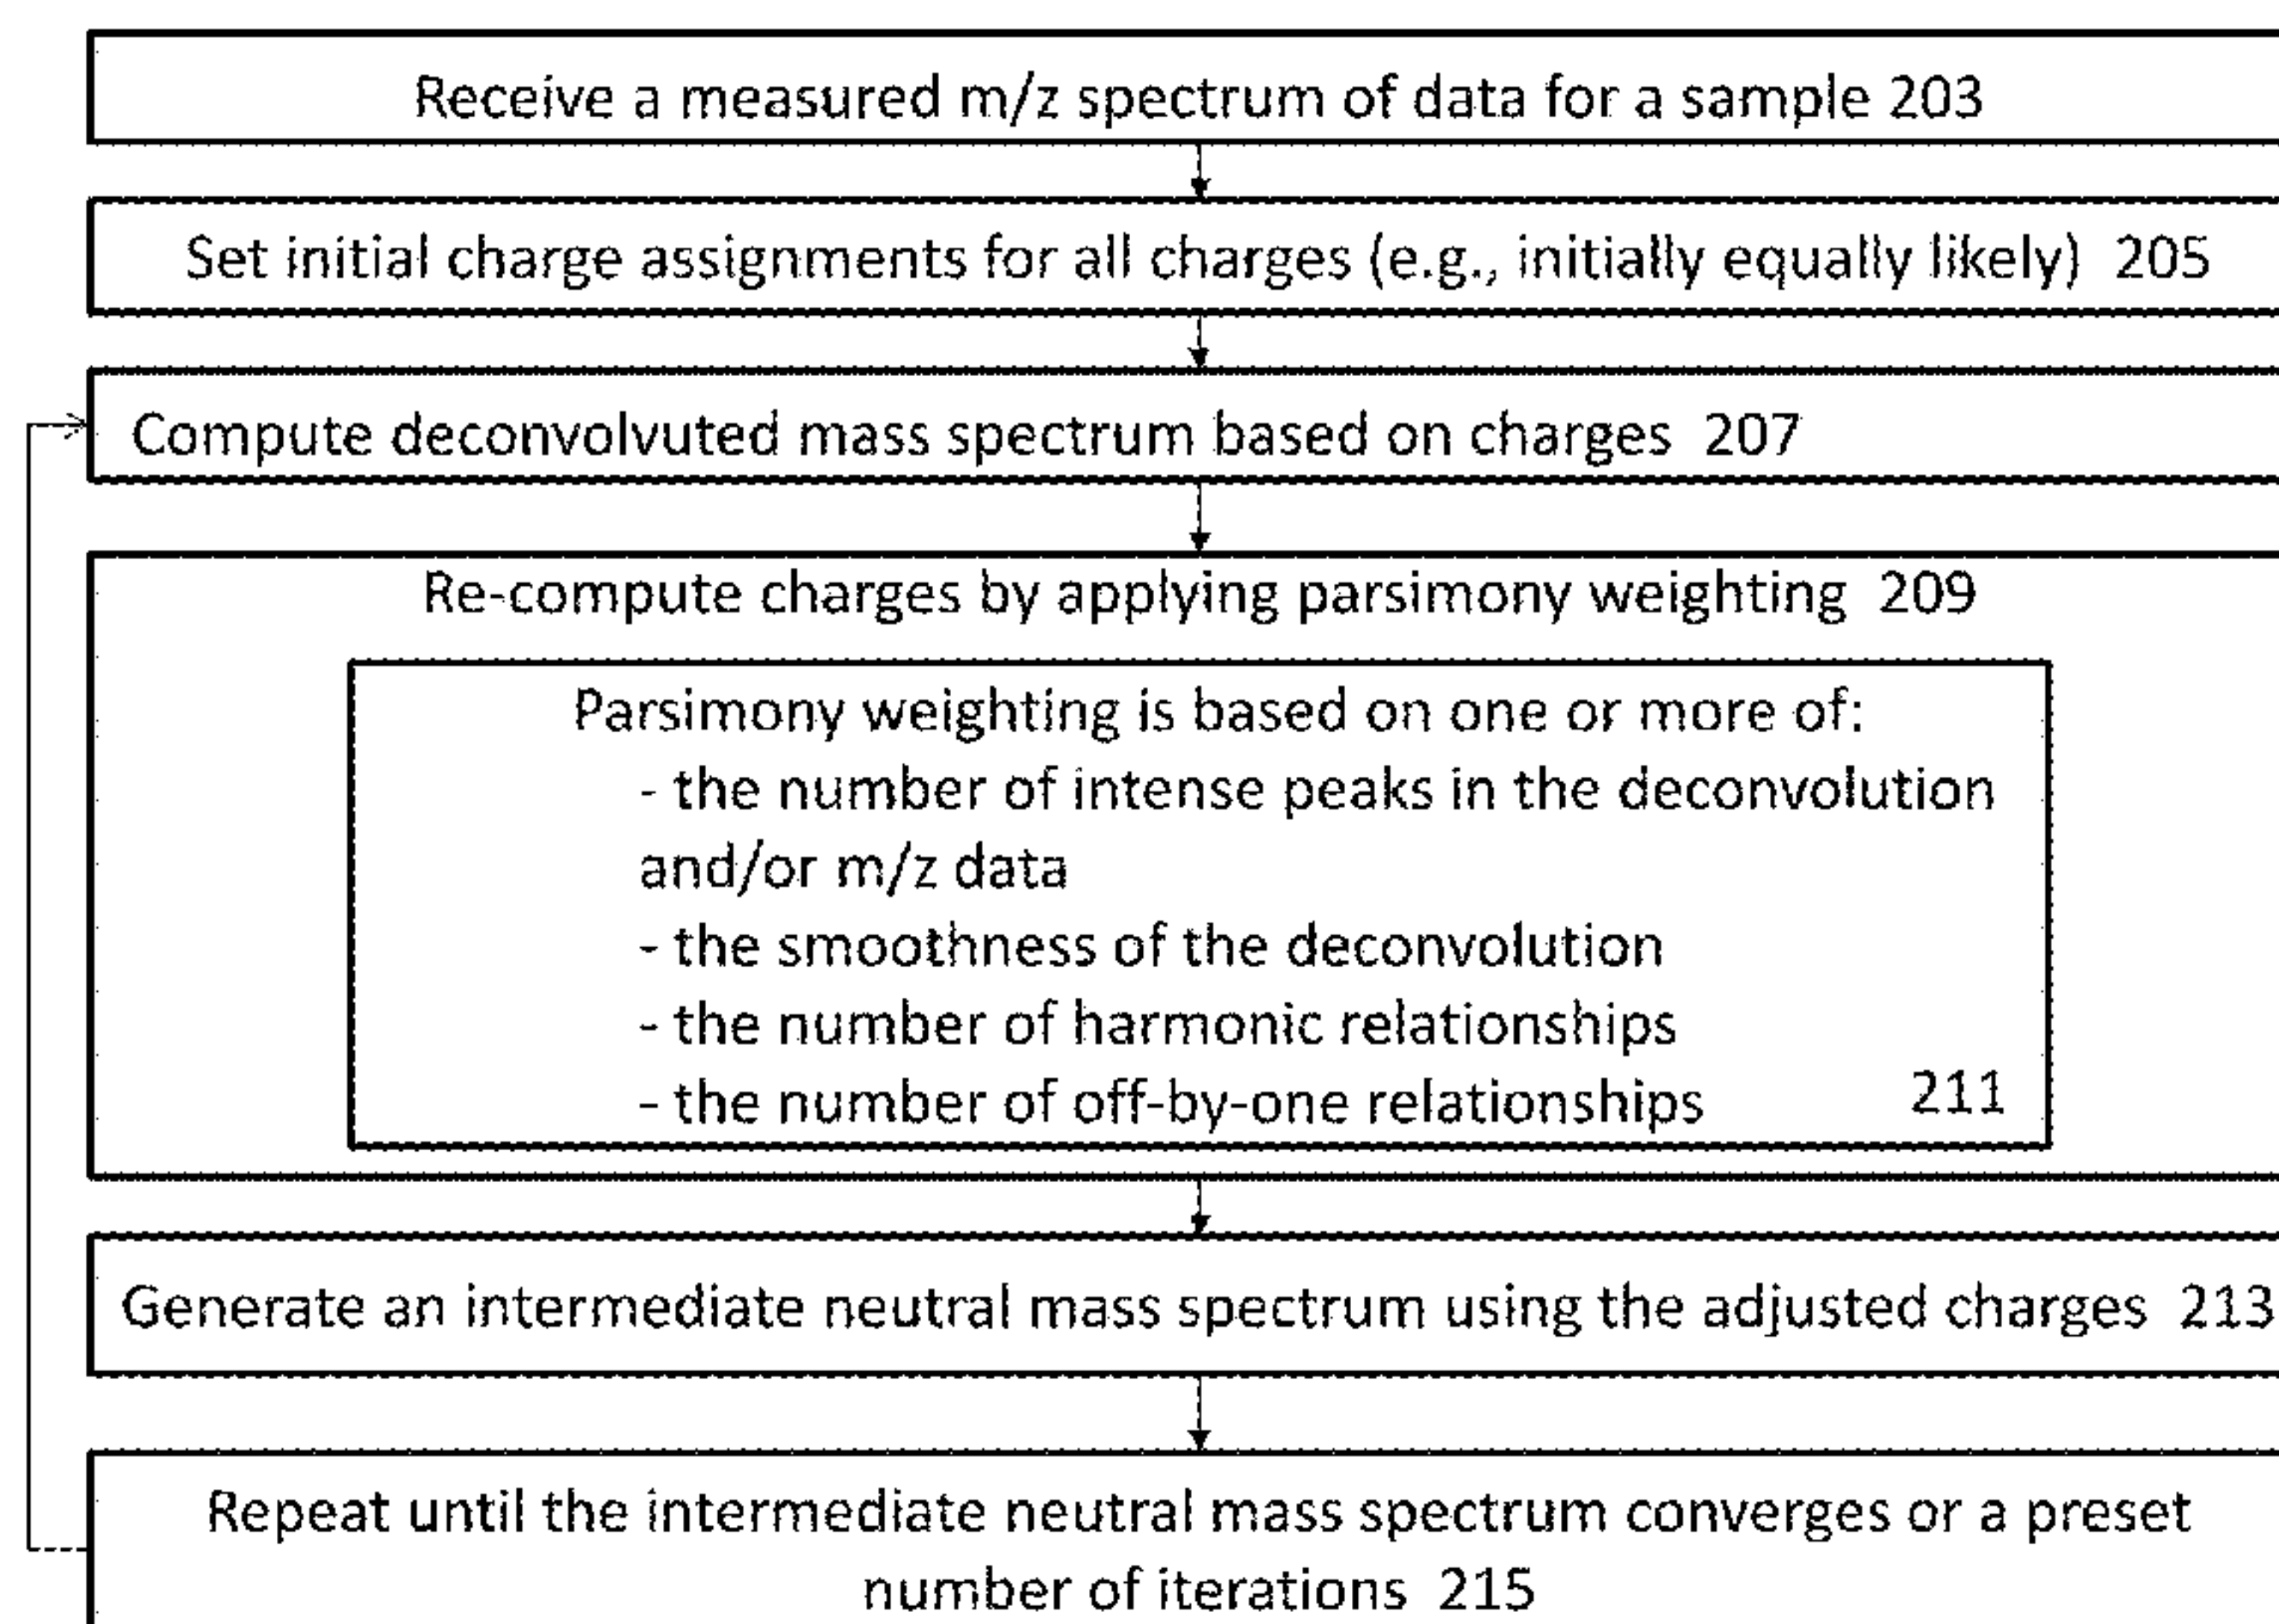 Receive a measured m/z spectrum of data for a sample 203
Set initial charge assignments for all charges (e.g., initially equally likely) 205
Compute deconvolvuted mass spectrum based on charges 207
Re-compute charges by applying parsimony weighting 209
Parsimony weighting is based on one or more of:
- the number of intense peaks in the deconvolution
and/or m/z data
- the smoothness of the deconvolution
- the number of harmonic relationships
- the number of off-by-one relationships 211
Generate an intermediate neutral mass spectrum using the adjusted charges 213
Repeat until the intermediate neutral mass spectrum converges or a preset
number of iterations 215